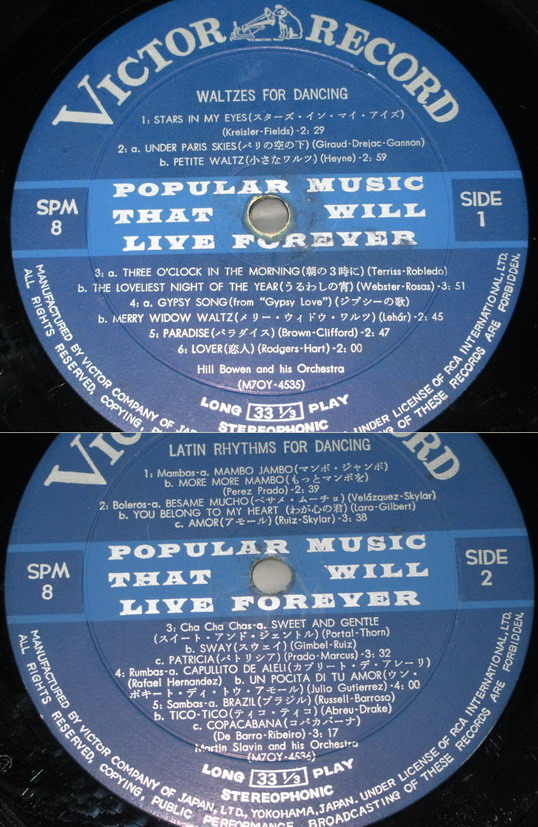 VICTOR RECORD
WALTZES FOR DANCING
1: STARS IN MY EYES(スターズ・イン・マイ・アイズ)
(Kreisler-Fields)-2: 29
2: a. UNDER PARIS SKIES(パリの空の下)(Giraud-Drejac-Gannon)
b. PETITE WALTZ(小さなワルツ)(Heyne)-2: 59
SPM
8
POPULAR MUSIC
THAT WILL
LIVE FOREVER
SIDE
1
3: a. THREE O'CLOCK IN THE MORNING(朝の3時に)(Terriss-Robledo)
b. THE LOVELIEST NIGHT OF THE YEAR(うるわしの宵)(Webster-Rosas)-3: 51
4: a. GYPSY SONG(from "Gypsy Love")(ジプシーの歌)
b. MERRY WIDOW WALTZ(メリー・ウィドウ・ワルツ)(Lehár)-2: 45
5: PARADISE(パラダイス)(Brown-Clifford)-2: 47
6: LOVER(恋人)(Rodgers-Hart)-2: 00
Hill Bowen and his Orchestra
(M7OY-4535)
LONG 33 1/3 PLAY
STEREOPHONIC
MANUFACTURED BY VICTOR COMPANY OF JAPAN,
UNDER LICENSE OF RCA INTERNATIONAL, LTD.
ALL RIGHTS RESERVED, COPYING,
OF THESE RECORDS ARE FORBIDDEN.
VICTOR RECORD
LATIN RHYTHMS FOR DANCING
1: Mambos-a. MAMBO JAMBO(マンボ・ジャンボ)
b. MORE MORE MAMBO(もっとマンボを)
(Perez Prado)-2: 39
2: Boleros-a. BESAME MUCHO(ベサメ・ムーチョ)(Velázquez-Skylar)
b. YOU BELONG TO MY HEART (わが心の君)(Lara-Gilbert)
c. AMOR(アモール)(Ruiz-Skylar)-3: 38
SPM
8
POPULAR MUSIC
THAT WILL
LIVE FOREVER
SIDE
2
3: Cha Cha Chas-a. SWEET AND GENTLE
(スイート・アンド・ジェントル)(Portal-Thorn)
b. SWAY(スウェイ)(Gimbel-Ruiz)
c. PATRICIA(パトリシア)(Prado-Marcus)-3: 32
4: Rumbas-a. CAPULLITO DE ALELI(カプリート・デ・アレーリ)
(Rafael Hernandez) b. UN POCITA DI TU AMOR(ウン・
ポキート・ディ・トウ・アモール)(Julio Gutierrez)-4: 00
5: Sambas-a. BRAZIL(ブラジル)(Russell-Barroso)
b. TICO-TICO(ティコ・ティコ)(Abreu-Drake)
c. COPACABANA(コパカバーナ)
(De Barro-Ribeiro)-3: 17
Martin Slavin and his Orchestra
(M7OY-4536)
LONG 33 1/3 PLAY
STEREOPHONIC
MANUFACTURED BY VICTOR COMPANY OF JAPAN, LTD., YOKOHAMA, JAPAN. UNDER LICENSE OF RCA INTERNATIONAL, LTD.
ALL RIGHTS RESERVED, COPYING, PUBLIC PERFORMANCE, BROADCASTING OF THESE RECORDS ARE FORBIDDEN.